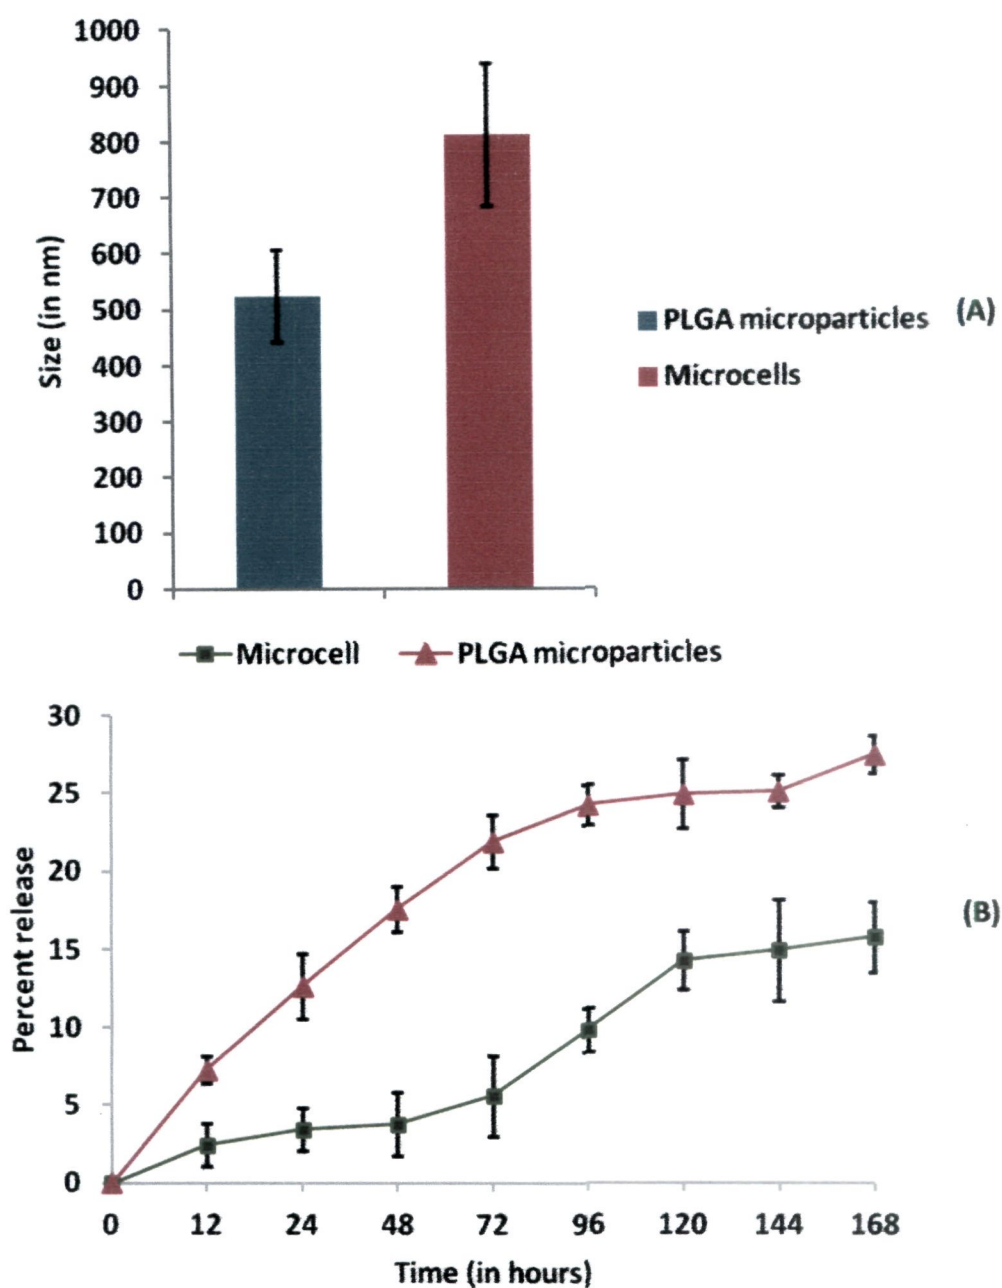 1000
900
800
700
600
500
400
300
200
100
0
Size (in nm)
PLGA microparticles
Microcells
(A)
Microcell PLGA microparticles
30
25
20
15
10
5
0
Percent release
(B)
0 12 24 48 72 96 120 144 168
Time (in hours)